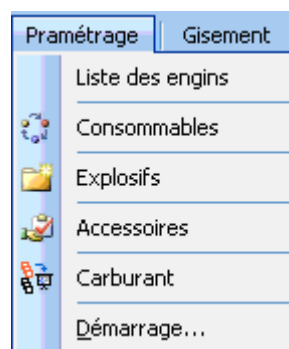 Pramétrage Gisement
Liste des engins
Consommables
Explosifs
Accessoires
Carburant
Démarrage...